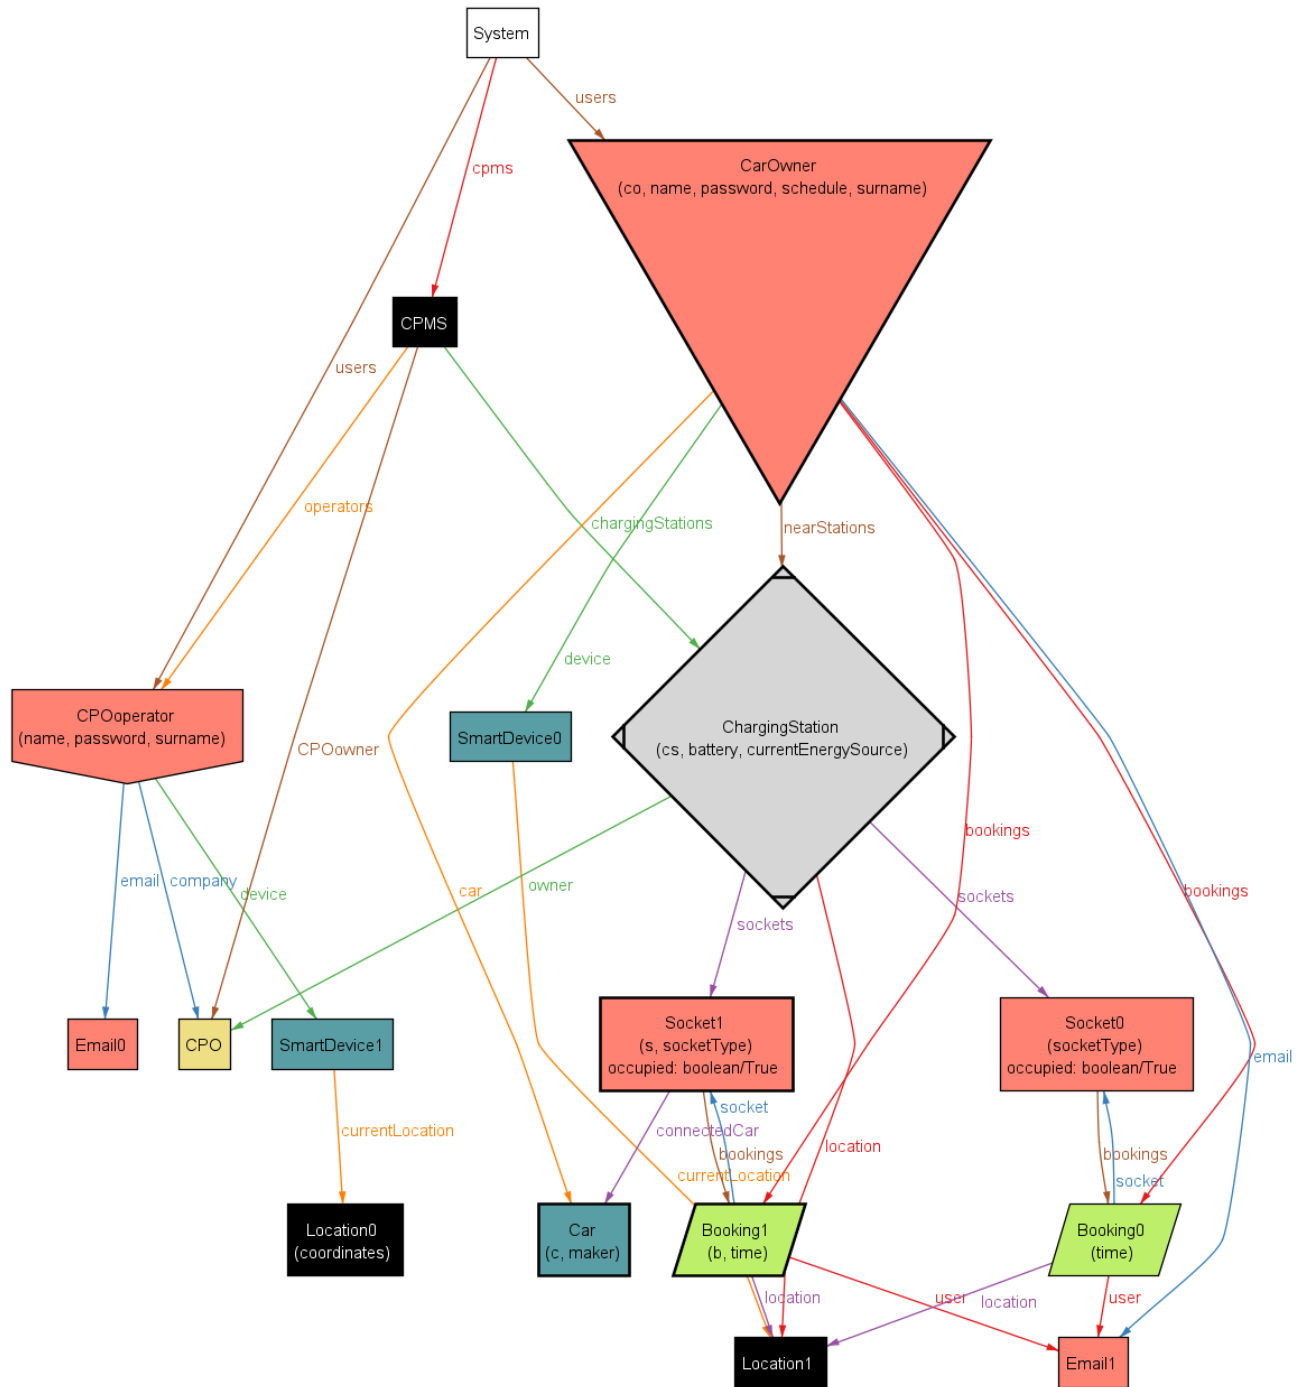 System
users
CarOwner
(co, name, password, schedule, surname)
cpms
CPMS
users
operators
chargingStations
nearStations
device
CPOoperator
(name, password, surname)
SmartDevice0
ChargingStation
(cs, battery, currentEnergySource)
CPOowner
bookings
email
company
device
car
owner
bookings
sockets
sockets
Email0
CPO
SmartDevice1
Socket1
(s, socketType)
occupied: boolean/True
Socket0
(socketType)
occupied: boolean/True
email
currentLocation
socket
connectedCar
bookings
currentLocation
location
bookings
socket
Location0
(coordinates)
Car
(c, maker)
Booking1
(b, time)
Booking0
(time)
location
user
location
user
Location1
Email1